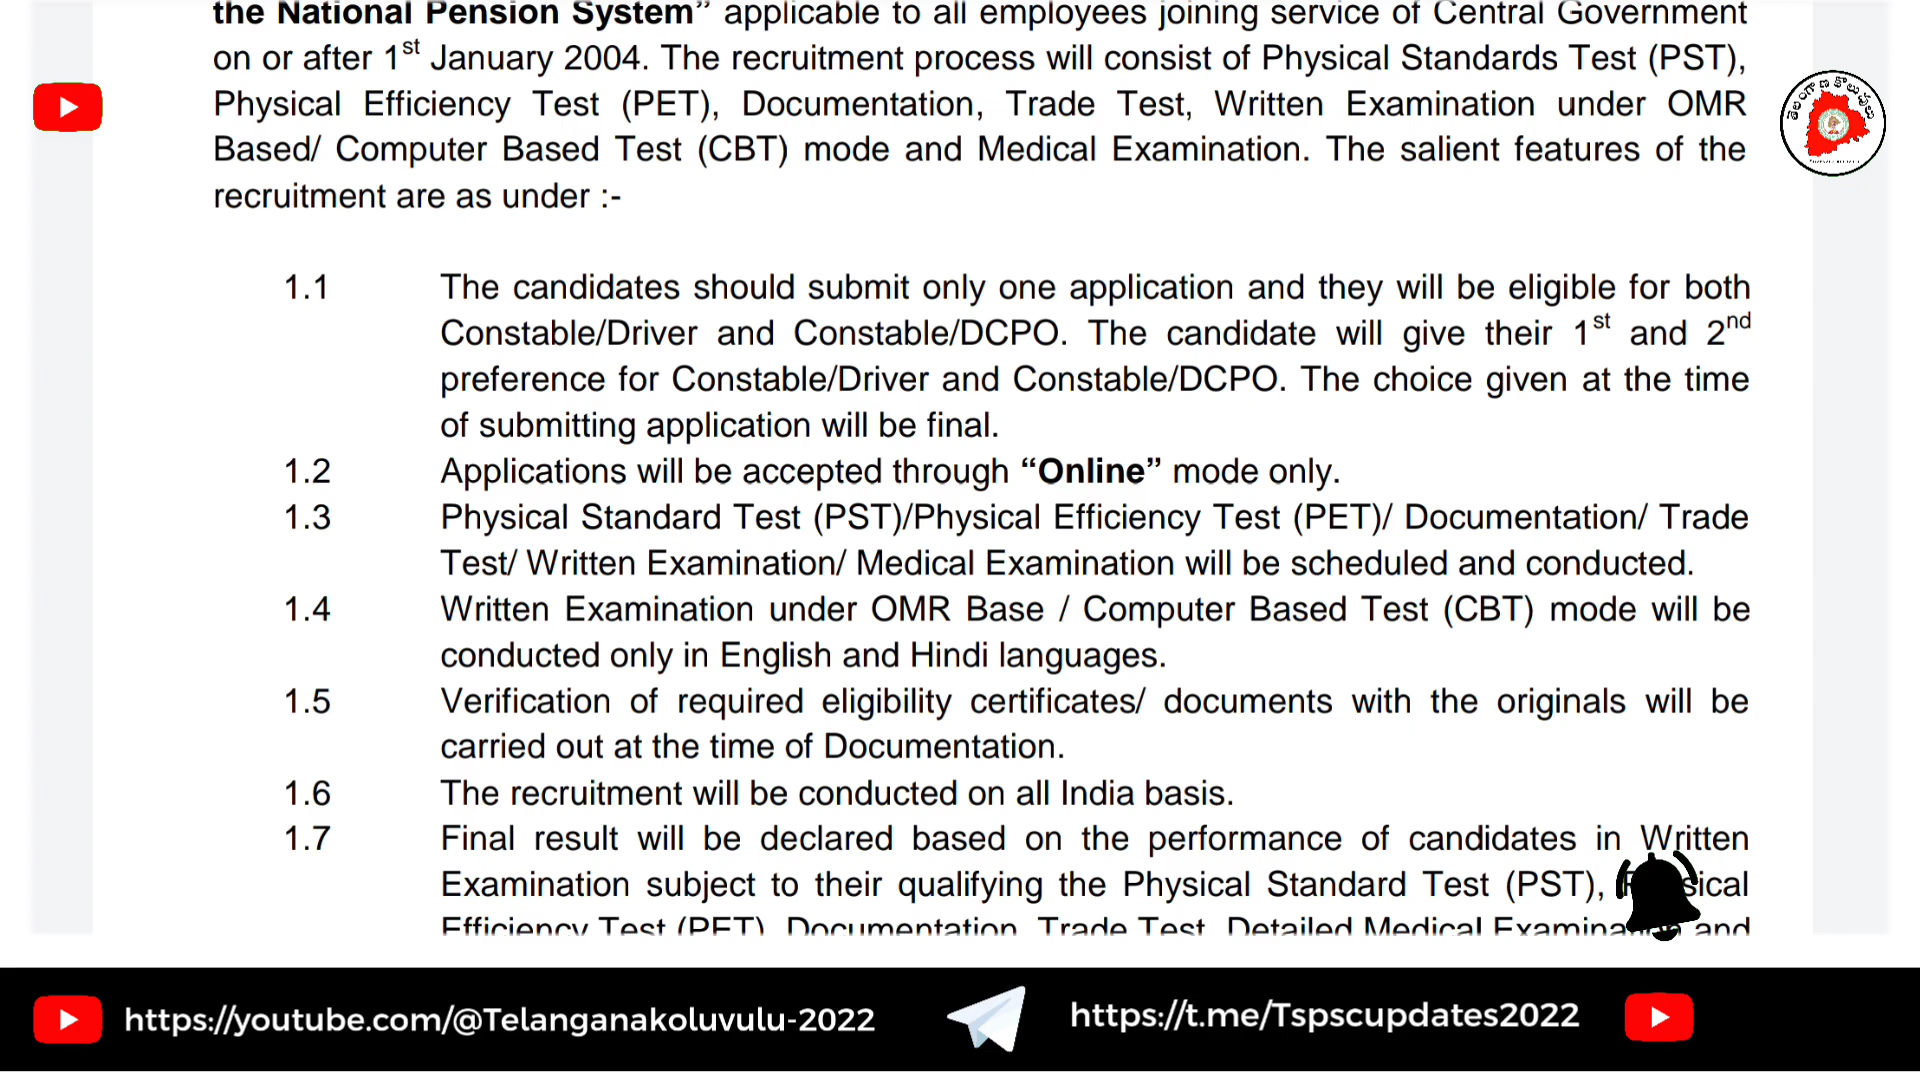 the National Pension System” applicable to all employees joining service of Central Government
on or after 1st January 2004. The recruitment process will consist of Physical Standards Test (PST),
Physical Efficiency Test (PET), Documentation, Trade Test, Written Examination under OMR
Based/ Computer Based Test (CBT) mode and Medical Examination. The salient features of the
recruitment are as under :-
తెలంగాణ కొలువులు
1.1 The candidates should submit only one application and they will be eligible for both
Constable/Driver and Constable/DCPO. The candidate will give their 1st and 2nd
preference for Constable/Driver and Constable/DCPO. The choice given at the time
of submitting application will be final.
1.2 Applications will be accepted through “Online” mode only.
1.3 Physical Standard Test (PST)/Physical Efficiency Test (PET)/ Documentation/ Trade
Test/ Written Examination/ Medical Examination will be scheduled and conducted.
1.4 Written Examination under OMR Base / Computer Based Test (CBT) mode will be
conducted only in English and Hindi languages.
1.5 Verification of required eligibility certificates/ documents with the originals will be
carried out at the time of Documentation.
1.6 The recruitment will be conducted on all India basis.
1.7 Final result will be declared based on the performance of candidates in Written
Examination subject to their qualifying the Physical Standard Test (PST), Physical
Efficiency Test (PET), Documentation, Trade Test, Detailed Medical Examination and
https://youtube.com/@Telanganakoluvulu-2022
https://t.me/Tspscupdates2022